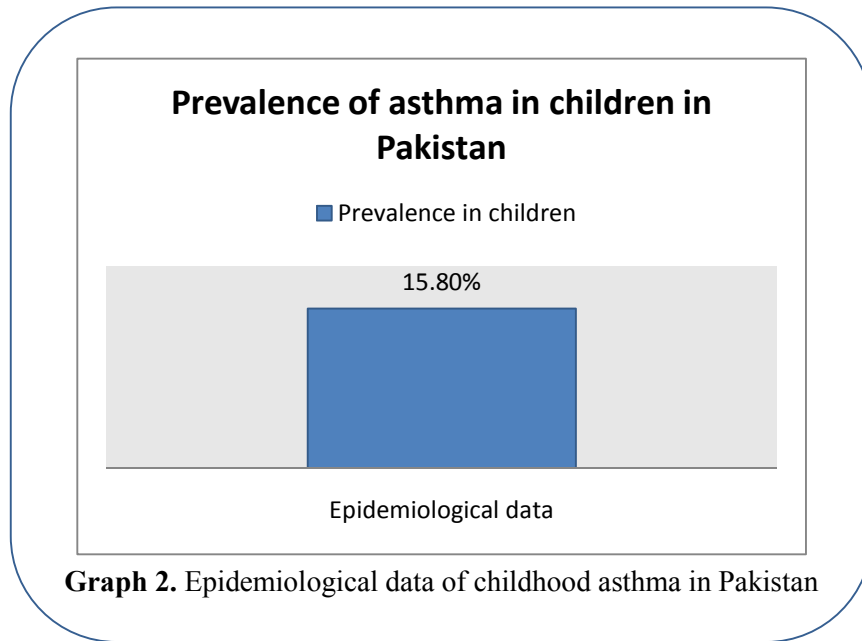 Prevalence of asthma in children in
Pakistan
Prevalence in children
15.80%
Epidemiological data
Graph 2. Epidemiological data of childhood asthma in Pakistan